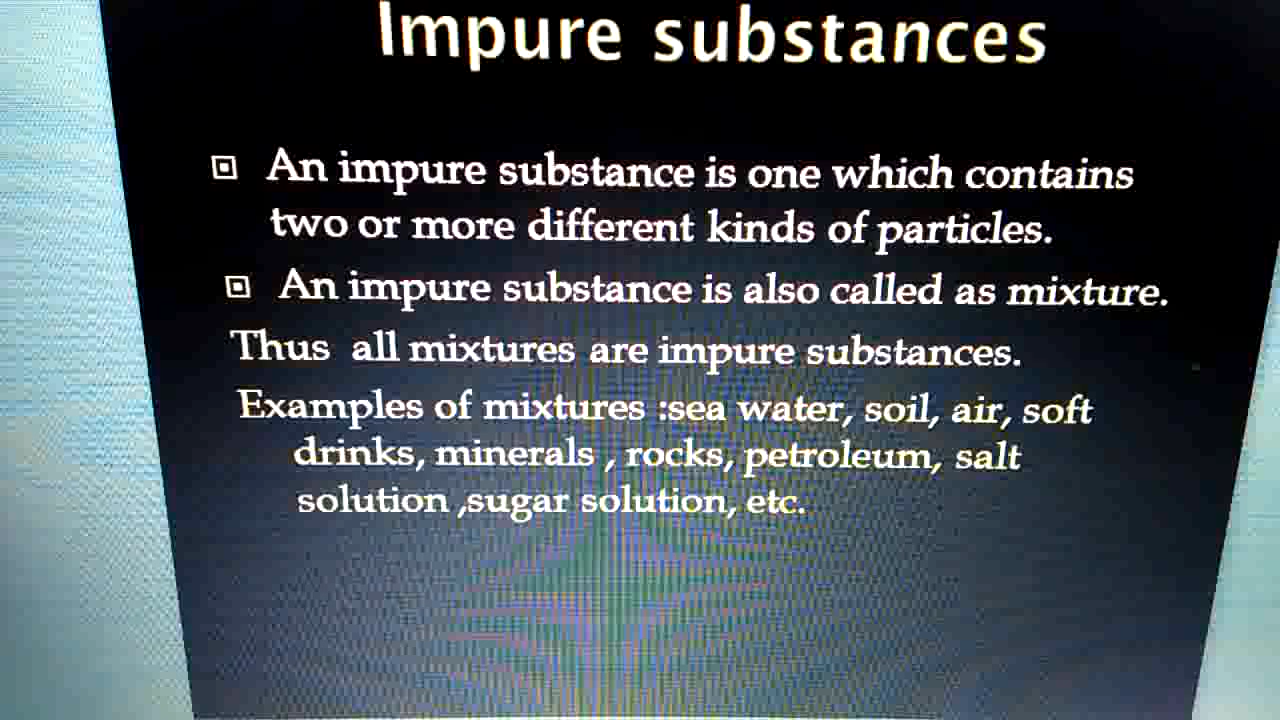 Impure substances
An impure substance is one which contains
two or more different kinds of particles.
An impure substance is also called as mixture.
Thus all mixtures are impure substances.
Examples of mixtures :sea water, soil, air, soft
drinks, minerals , rocks, petroleum, salt
solution ,sugar solution, etc.